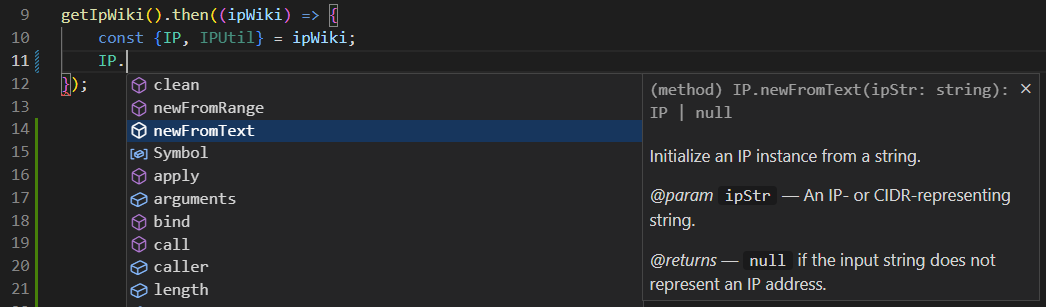 9 getIpWiki().then((ipWiki) => {
10 const {IP, IPUtil} = ipWiki;
11 IP.
12 });
13
14
15
16
17
18
19
20
21
clean
newFromRange
newFromText
Symbol
apply
arguments
bind
call
caller
length
(method) IP.newFromText(ipStr: string): ×
IP | null
Initialize an IP instance from a string.
@param ipStr — An IP- or CIDR-representing
string.
@returns — null if the input string does not
represent an IP address.